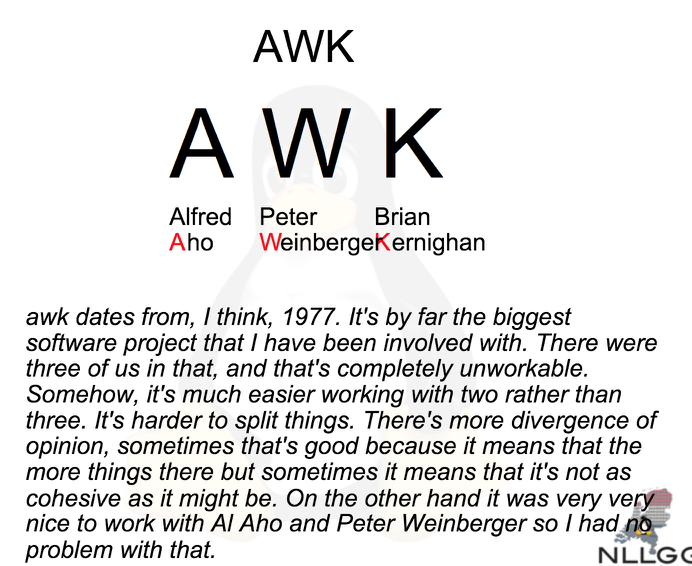 AWK
A W K
Alfred Peter Brian
Aho Weinberger Kernighan
awk dates from, I think, 1977. It's by far the biggest
software project that I have been involved with. There were
three of us in that, and that's completely unworkable.
Somehow, it's much easier working with two rather than
three. It's harder to split things. There's more divergence of
opinion, sometimes that's good because it means that the
more things there but sometimes it means that it's not as
cohesive as it might be. On the other hand it was very very
nice to work with Al Aho and Peter Weinberger so I had no
problem with that.
NLLGG